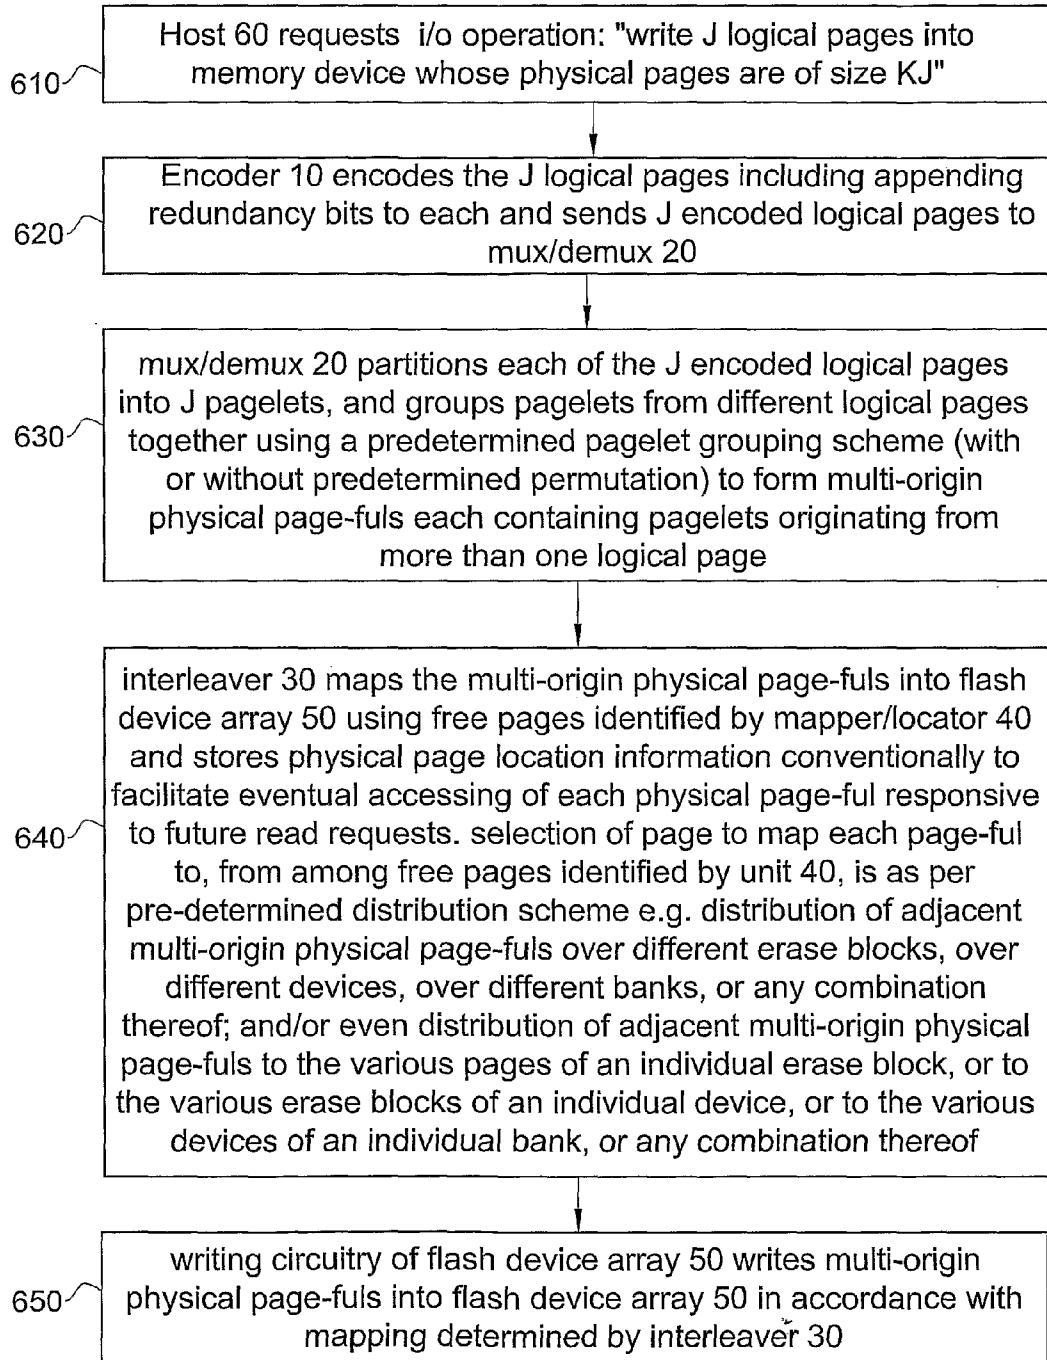 Host 60 requests i/o operation: "write J logical pages into
memory device whose physical pages are of size KJ"
610
Encoder 10 encodes the J logical pages including appending
redundancy bits to each and sends J encoded logical pages to
mux/demux 20
620
mux/demux 20 partitions each of the J encoded logical pages
into J pagelets, and groups pagelets from different logical pages
together using a predetermined pagelet grouping scheme (with
or without predetermined permutation) to form multi-origin
physical page-fuls each containing pagelets originating from
more than one logical page
630
interleaver 30 maps the multi-origin physical page-fuls into flash
device array 50 using free pages identified by mapper/locator 40
and stores physical page location information conventionally to
facilitate eventual accessing of each physical page-ful responsive
to future read requests. selection of page to map each page-ful
to, from among free pages identified by unit 40, is as per
pre-determined distribution scheme e.g. distribution of adjacent
multi-origin physical page-fuls over different erase blocks, over
different devices, over different banks, or any combination
thereof; and/or even distribution of adjacent multi-origin physical
page-fuls to the various pages of an individual erase block, or to
the various erase blocks of an individual device, or to the various
devices of an individual bank, or any combination thereof
640
writing circuitry of flash device array 50 writes multi-origin
physical page-fuls into flash device array 50 in accordance with
mapping determined by interleaver 30
650